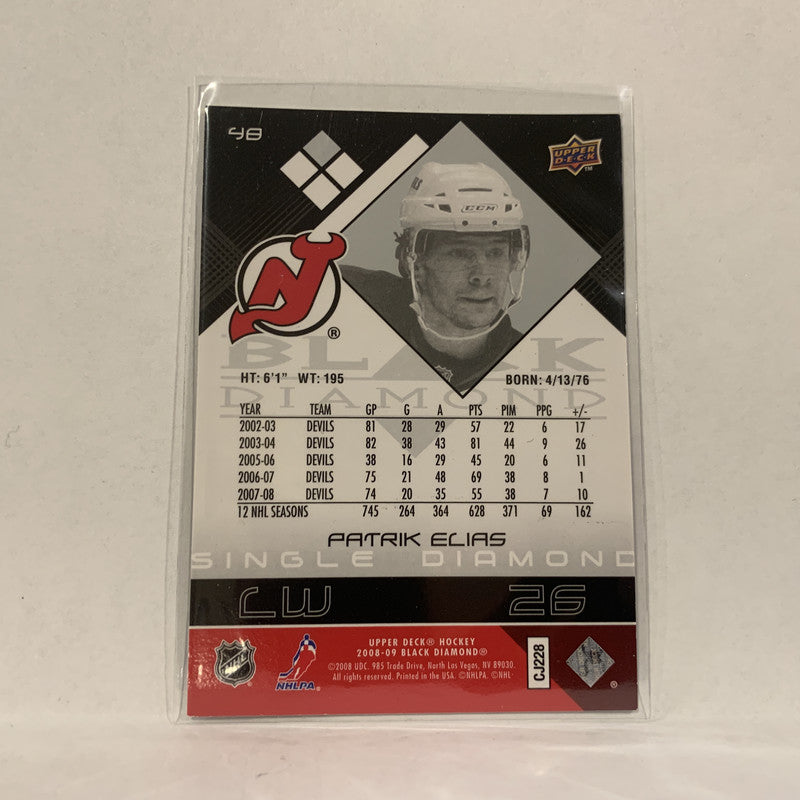 48
UPPER DECK™
CCM
NJ®
BLACK DIAMOND
HT: 6'1" WT: 195 BORN: 4/13/76
YEAR TEAM GP G A PTS PIM PPG +/-
2002-03 DEVILS 81 28 29 57 22 6 17
2003-04 DEVILS 82 38 43 81 44 9 26
2005-06 DEVILS 38 16 29 45 20 6 11
2006-07 DEVILS 75 21 48 69 38 8 1
2007-08 DEVILS 74 20 35 55 38 7 10
12 NHL SEASONS 745 264 364 628 371 69 162
PATRIK ELIAS
SINGLE DIAMOND
LW 26
NHL
NHLPA
UPPER DECK® HOCKEY
2008-09 BLACK DIAMOND®
©2008 UDC. 985 Trade Drive, North Las Vegas, NV 89030.
All rights reserved. Printed in the USA. ©NHLPA. ©NHL
CJ228
®